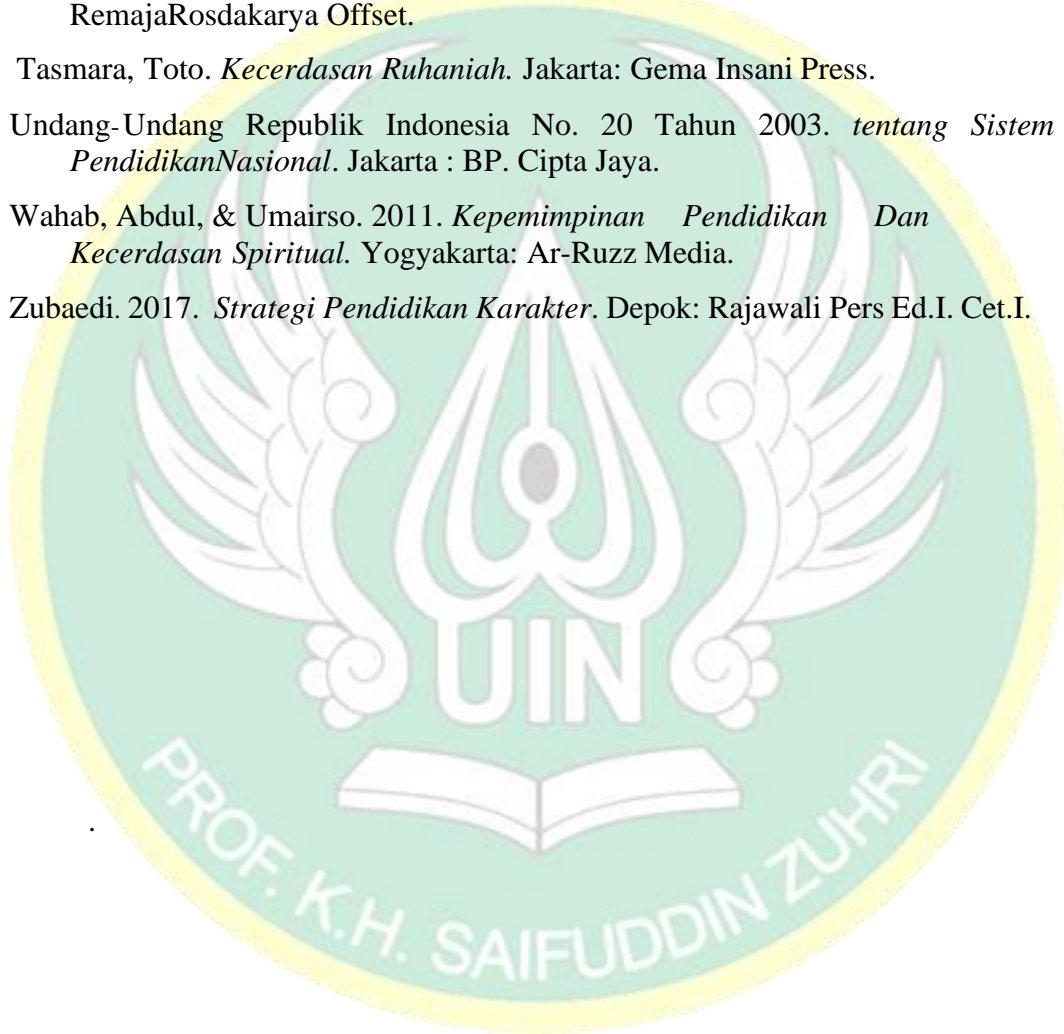 RemajaRosdakarya Offset.
Tasmara, Toto. Kecerdasan Ruhaniah. Jakarta: Gema Insani Press.
Undang-Undang Republik Indonesia No. 20 Tahun 2003. tentang Sistem
PendidikanNasional. Jakarta : BP. Cipta Jaya.
Wahab, Abdul, & Umairso. 2011. Kepemimpinan Pendidikan Dan
Kecerdasan Spiritual. Yogyakarta: Ar-Ruzz Media.
Zubaedi. 2017. Strategi Pendidikan Karakter. Depok: Rajawali Pers Ed.I. Cet.I.
UIN
.
PROF. K.H. SAIFUDDIN ZUHRI